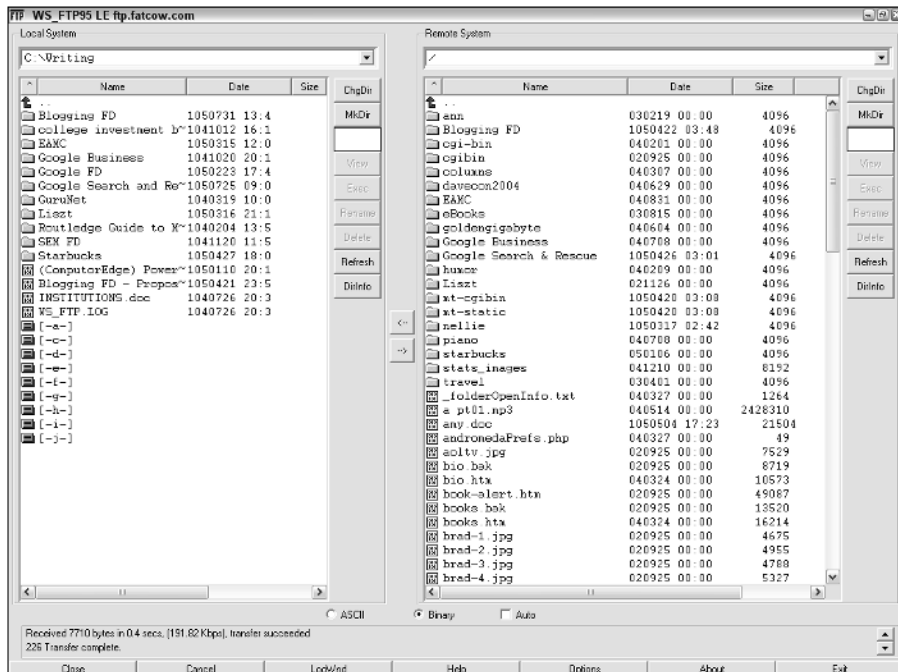 WS_FTP95 LE ftp.fatcow.com
Local System
C:\Writing
^ Name Date Size
..
Blogging FD 1050731 13:4
college investment b~1041012 16:1
EAMC 1050315 12:0
Google Business 1041020 20:1
Google FD 1050223 17:4
Google Search and Re~1050725 09:0
GuruNet 1040319 10:0
Liszt 1050316 21:1
Routledge Guide to M~1040204 13:5
SEM FD 1041120 11:5
Starbucks 1050427 18:0
(ComputorEdge) Power~1050110 20:1
Blogging FD - Propos~1050421 23:5
INSTITUTIONS.doc 1040726 20:3
WS_FTP.LOG 1040726 20:3
[-a-]
[-c-]
[-d-]
[-e-]
[-f-]
[-g-]
[-h-]
[-i-]
[-j-]
ChgDir
MkDir
View
Exec
Rename
Delete
Refresh
DirInfo
<--
-->
Remote System
/
^ Name Date Size
..
ann 030219 00:00 4096
Blogging FD 1050422 03:48 4096
cgi-bin 040201 00:00 4096
cgibin 020925 00:00 4096
columns 040307 00:00 4096
davecon2004 040629 00:00 4096
EAMC 040831 00:00 4096
eBooks 030815 00:00 4096
goldengigabyte 040604 00:00 4096
Google Business 040708 00:00 4096
Google Search & Rescue 1050426 03:01 4096
humor 040209 00:00 4096
Liszt 021126 00:00 4096
mt-cgibin 1050420 03:08 4096
mt-static 1050420 03:08 4096
nellie 1050317 02:42 4096
piano 040708 00:00 4096
starbucks 050106 00:00 4096
stats_images 041210 00:00 8192
travel 030401 00:00 4096
_folderOpenInfo.txt 040327 00:00 1264
a pt01.mp3 040514 00:00 2428310
any.doc 1050504 17:23 21504
andromedaPrefs.php 040327 00:00 49
aoltv.jpg 020925 00:00 7529
bio.bak 020925 00:00 8719
bio.htm 040324 00:00 10573
book-alert.htm 020925 00:00 49087
books.bak 020925 00:00 13520
books.htm 040324 00:00 16214
brad-1.jpg 020925 00:00 4675
brad-2.jpg 020925 00:00 4955
brad-3.jpg 020925 00:00 4788
brad-4.jpg 020925 00:00 5327
ChgDir
MkDir
View
Exec
Rename
Delete
Refresh
DirInfo
ASCII Binary Auto
Received 7710 bytes in 0.4 secs, (191.82 Kbps), transfer succeeded
226 Transfer complete.
Close Cancel LogWnd Help Options About Exit